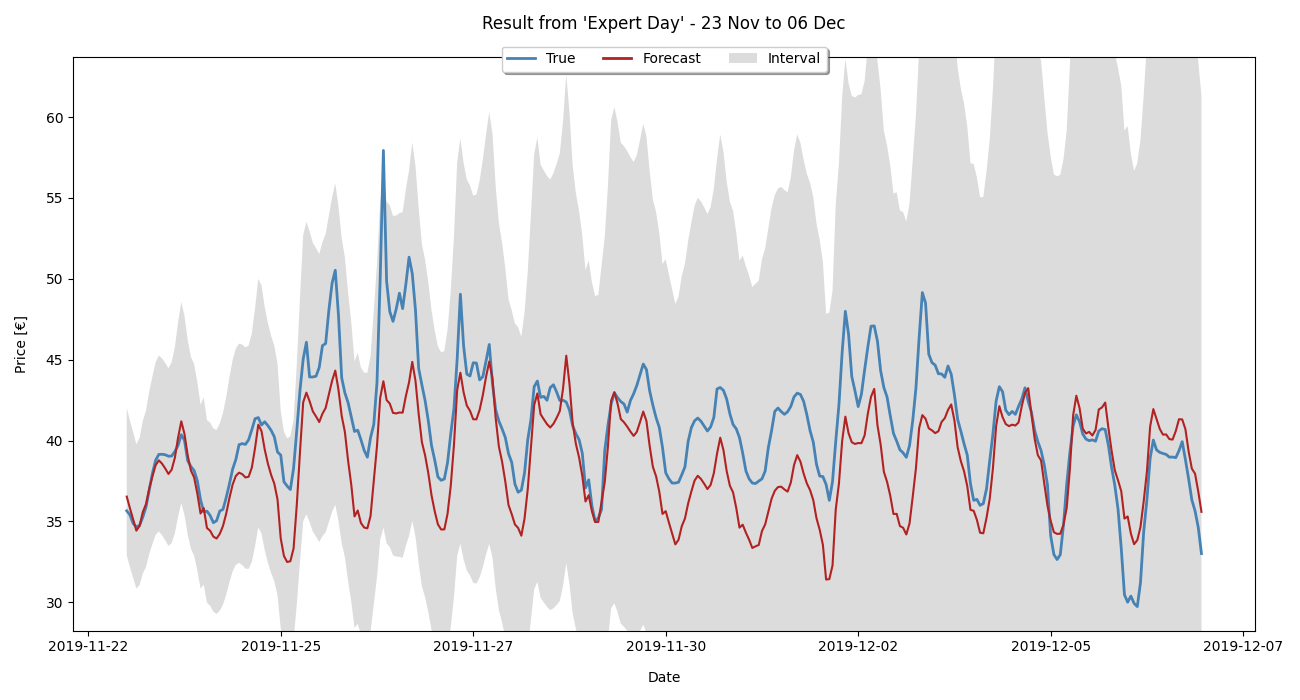 Result from 'Expert Day' - 23 Nov to 06 Dec
True Forecast Interval
60
55
50
45
40
35
30
Price [€]
2019-11-22 2019-11-25 2019-11-27 2019-11-30 2019-12-02 2019-12-05 2019-12-07
Date